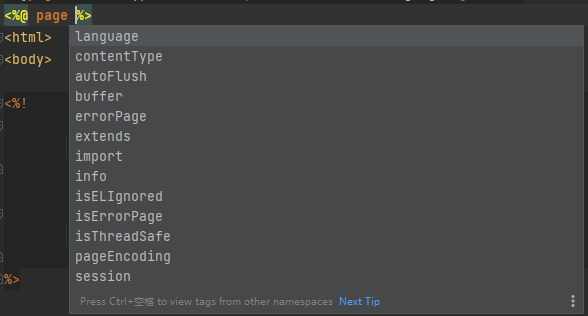 <%@ page %>
<html>
<body>
<%!
%>
language
contentType
autoFlush
buffer
errorPage
extends
import
info
isELIgnored
isErrorPage
isThreadSafe
pageEncoding
session
Press Ctrl+空格 to view tags from other namespaces Next Tip